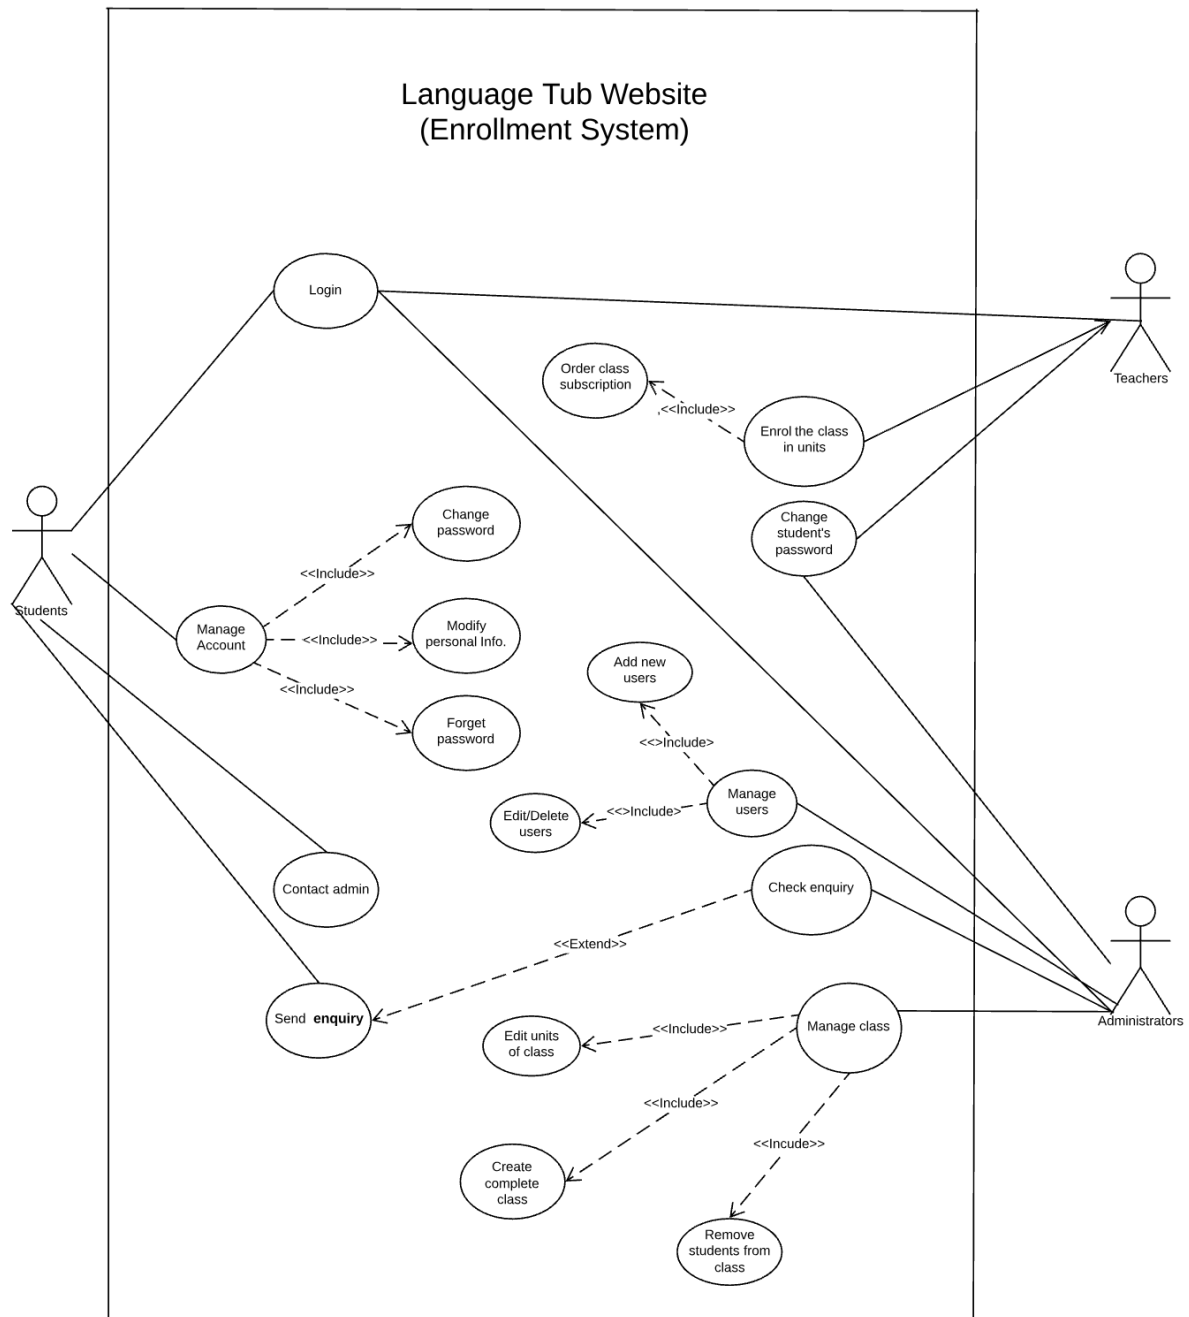 Language Tub Website
(Enrollment System)
Login
Teachers
Order class
subscription
<<Include>>
Enrol the class
in units
Change
student's
password
Change
password
<<Include>>
Students
Manage
Account
<<Include>>
Modify
personal Info.
<<Include>>
Forget
password
Add new
users
<<>Include>
Manage
users
<<>Include>
Edit/Delete
users
Contact admin
Check enquiry
<<Extend>>
Send enquiry
Administrators
Manage class
<<Include>>
Edit units
of class
<<Include>>
<<Incude>>
Create
complete
class
Remove
students from
class